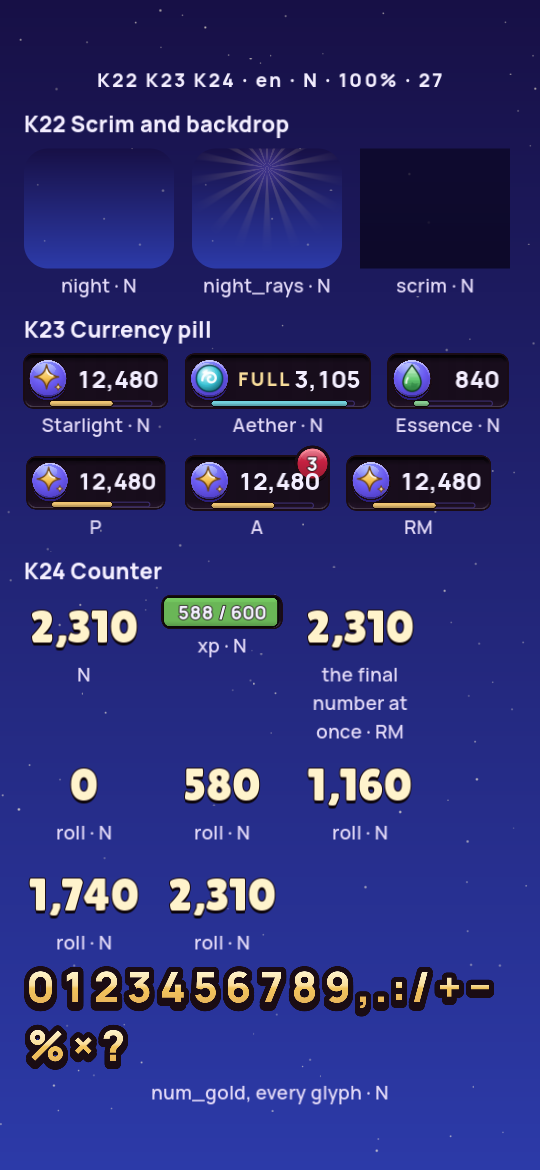 K22 K23 K24 · en · N · 100% · 27
K22 Scrim and backdrop
night · N night_rays · N scrim · N
K23 Currency pill
12,480 FULL 3,105 840
Starlight · N Aether · N Essence · N
12,480 12,480 3 12,480
P A RM
K24 Counter
2,310 588 / 600 2,310
xp · N
N the final
number at
once · RM
0 580 1,160
roll · N roll · N roll · N
1,740 2,310
roll · N roll · N
0123456789,.:/+−
%×?
num_gold, every glyph · N